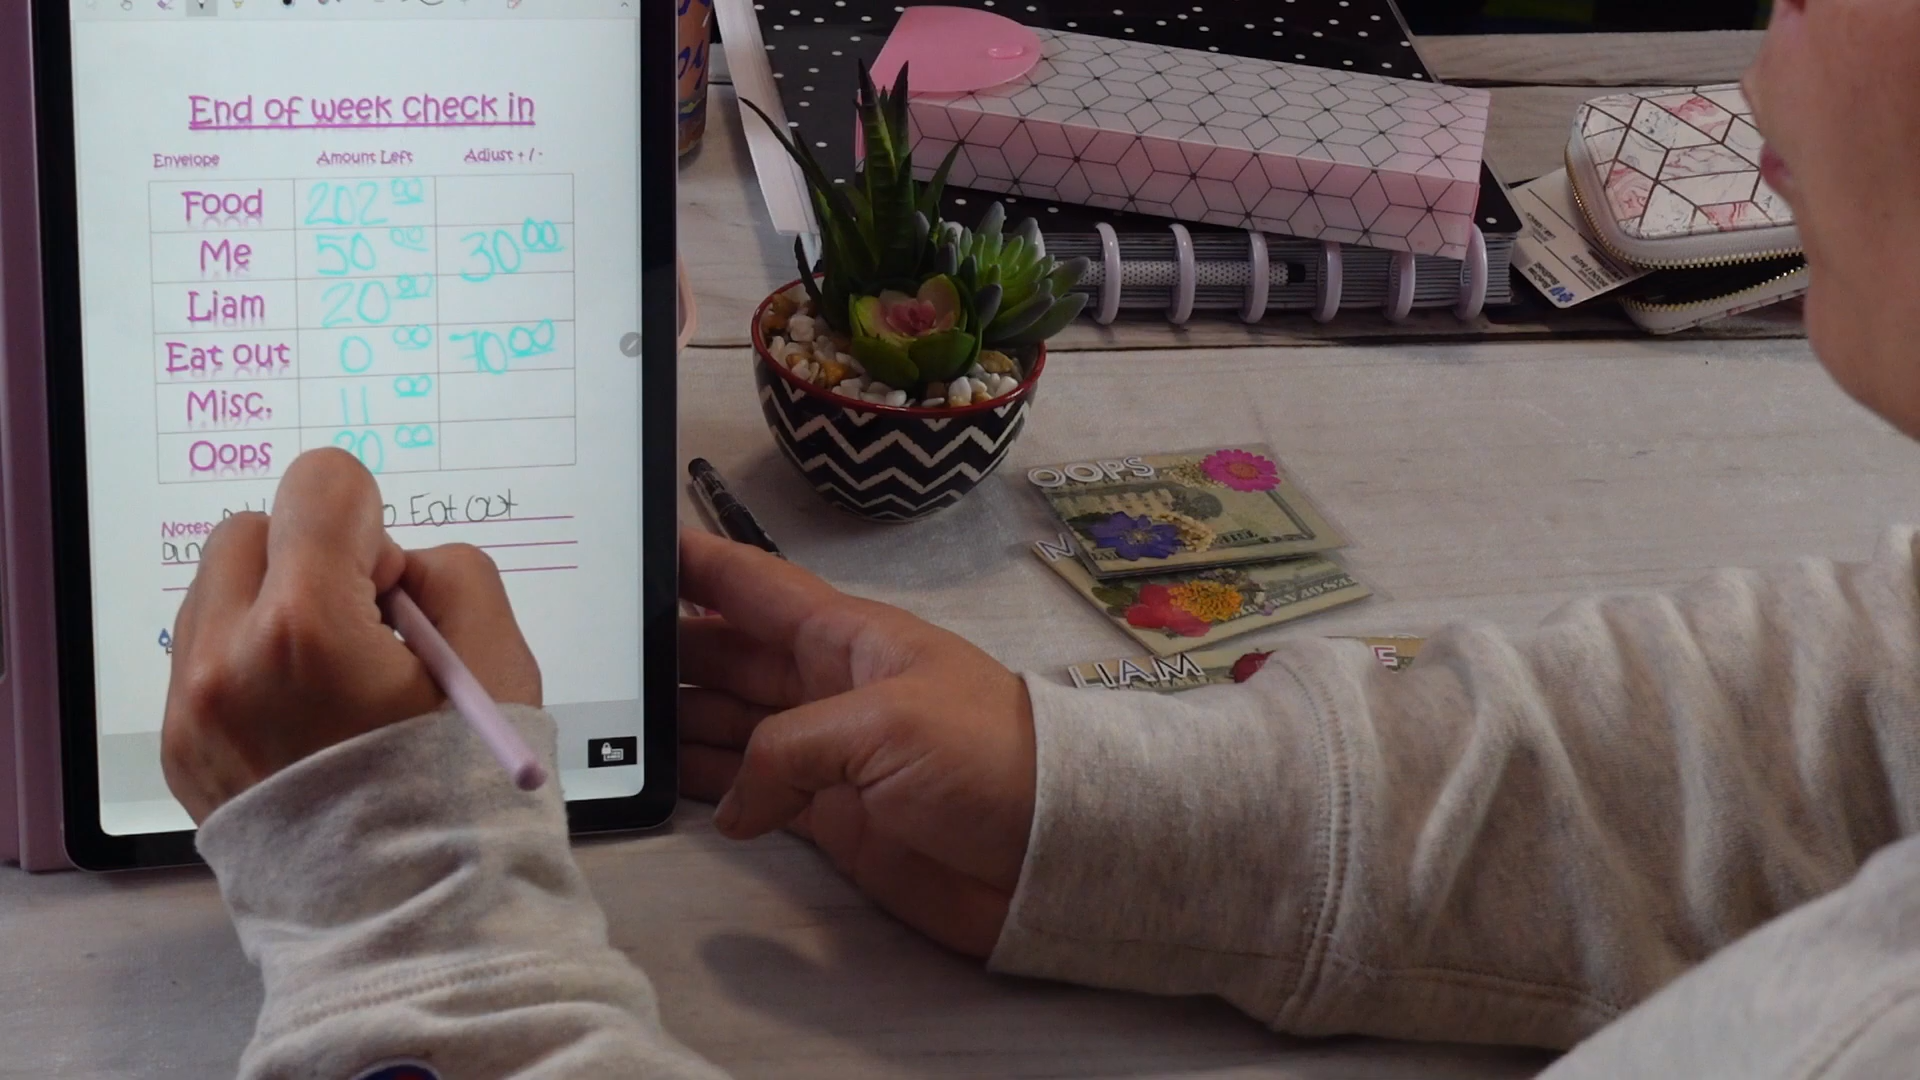 End of week check in
Envelope Amount Left Adjust +/-
Food 202 00
Me 50 00 30 00
Liam 20 00
Eat out 0 00 70 00
Misc. 11 00
Oops 00
Notes: Eat out
OOPS
LIAM